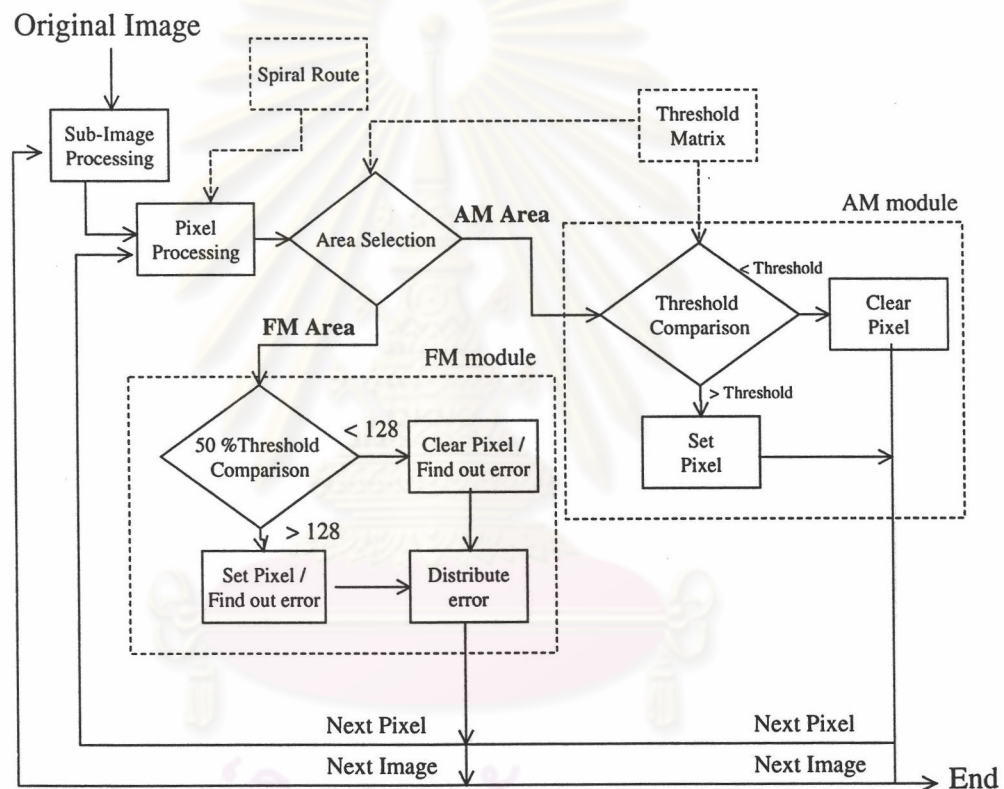 Original Image
Spiral Route
Sub-Image
Processing
Threshold
Matrix
Pixel
Processing
Area Selection
AM Area
AM module
< Threshold
Threshold
Comparison
Clear
Pixel
> Threshold
Set
Pixel
FM Area
FM module
50 %Threshold
Comparison
< 128
Clear Pixel /
Find out error
> 128
Set Pixel /
Find out error
Distribute
error
Next Pixel
Next Pixel
Next Image
Next Image
End